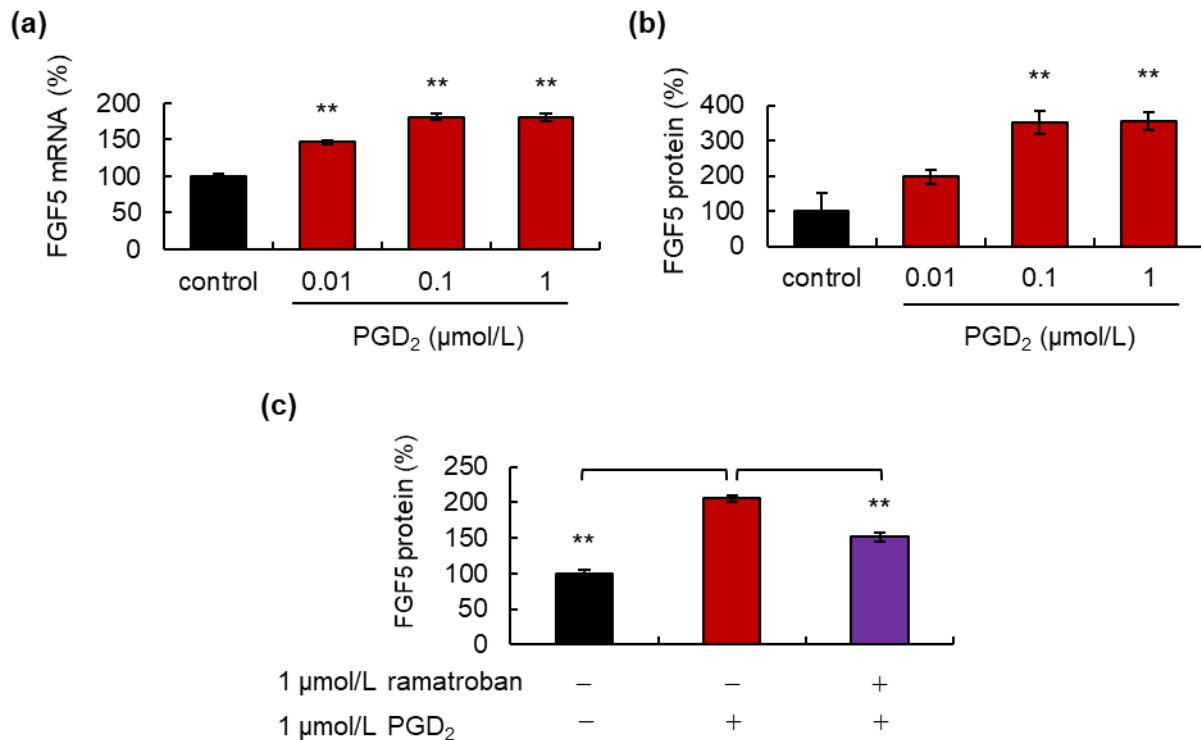 (a)
FGF5 mRNA (%)
200
150
100
50
0
** ** **
control 0.01 0.1 1
PGD₂ (µmol/L)
(b)
FGF5 protein (%)
400
300
200
100
0
** **
control 0.01 0.1 1
PGD₂ (µmol/L)
(c)
FGF5 protein (%)
250
200
150
100
50
0
** **
1 µmol/L ramatroban − − +
1 µmol/L PGD₂ − + +